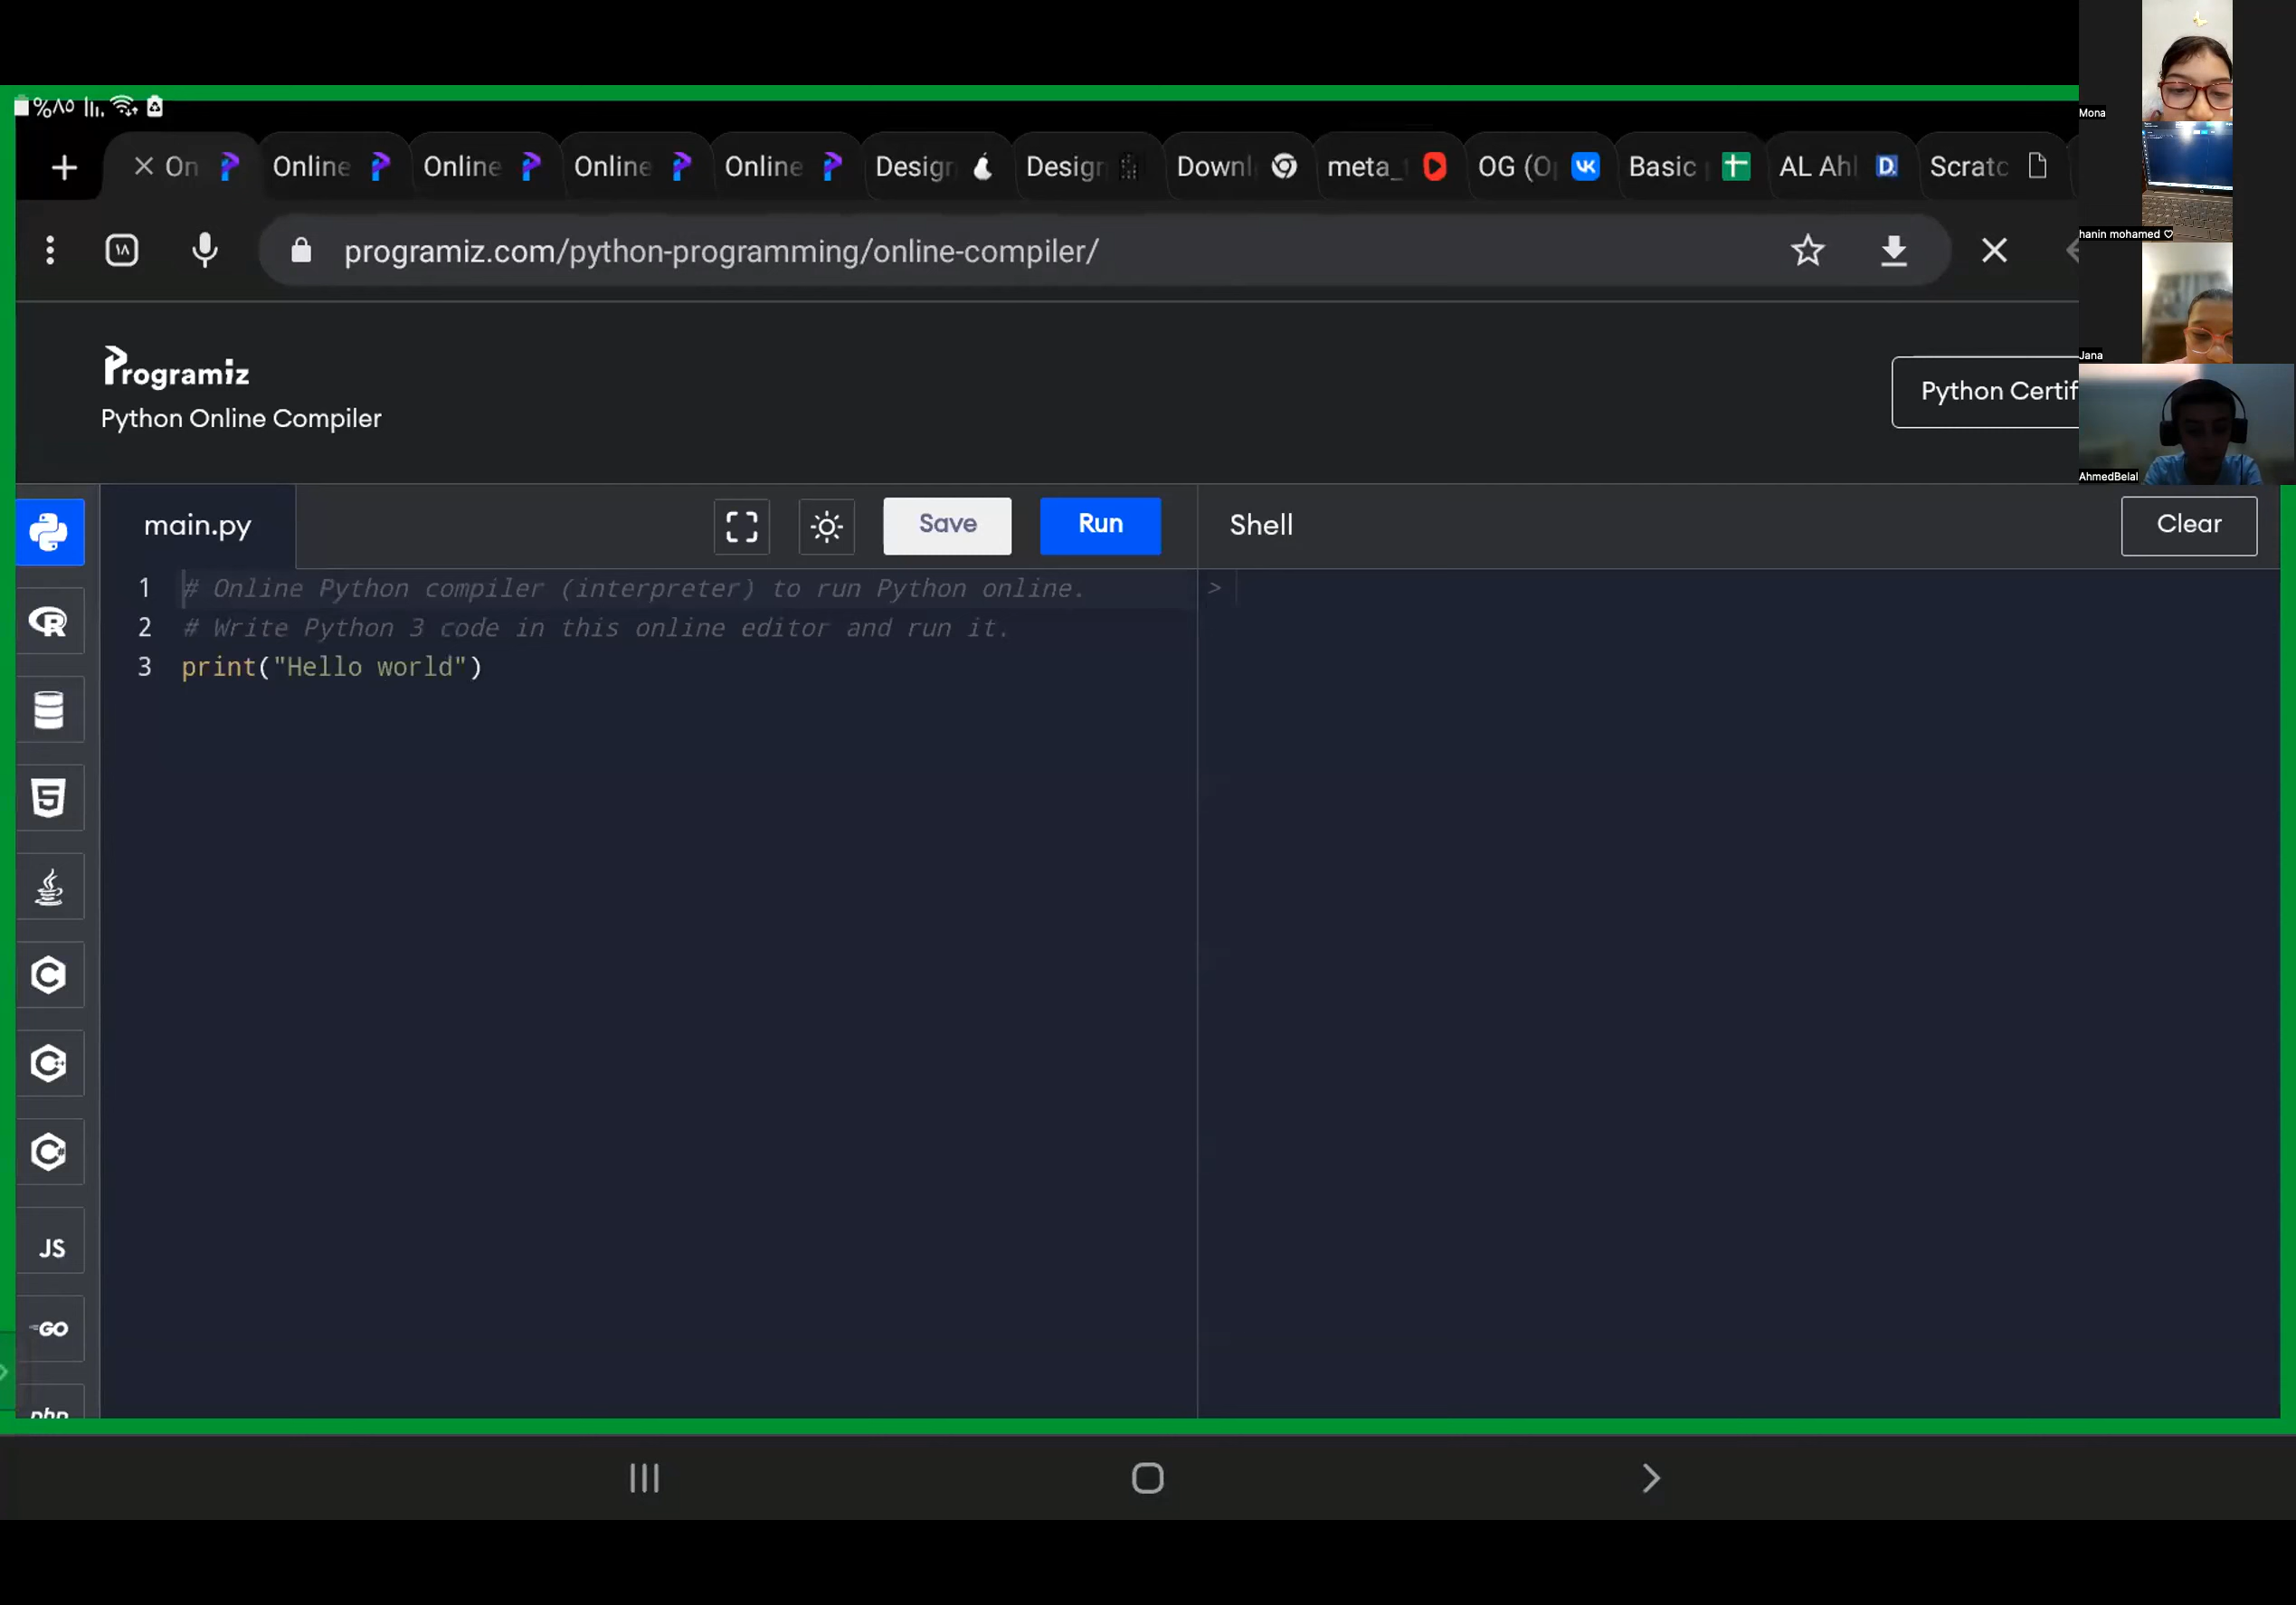 %٨٥
On
Online
Online
Online
Online
Design
Design
Downl
meta_
OG (O
Basic
AL Ahl
Scratc
١٨
programiz.com/python-programming/online-compiler/
Programiz
Python Online Compiler
Python Certif
Mona
hanin mohamed ♡
Jana
AhmedBelal
main.py
Save
Run
Shell
Clear
1 # Online Python compiler (interpreter) to run Python online.
2 # Write Python 3 code in this online editor and run it.
3 print("Hello world")
>
JS
GO
php